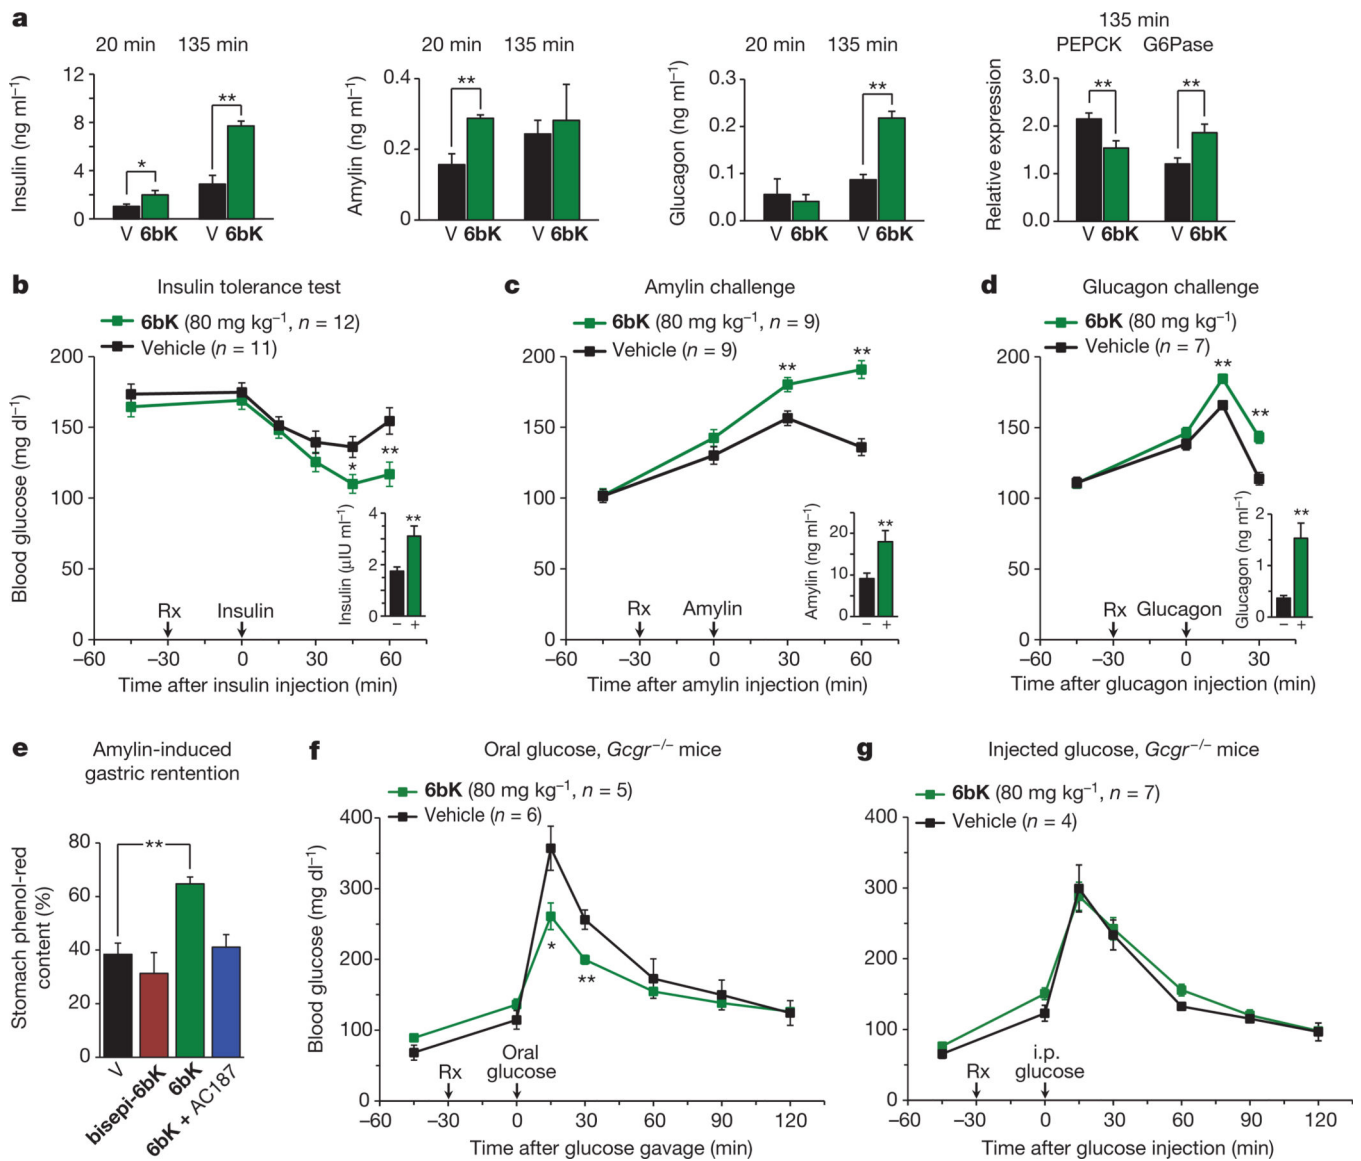 a
20 min 135 min
Insulin (ng ml⁻¹)
12
8
4
0
*
**
V 6bK V 6bK
20 min 135 min
Amylin (ng ml⁻¹)
0.4
0.2
0
**
V 6bK V 6bK
20 min 135 min
Glucagon (ng ml⁻¹)
0.3
0.2
0.1
0.0
**
V 6bK V 6bK
135 min
PEPCK G6Pase
Relative expression
3.0
2.0
1.0
0.0
** **
V 6bK V 6bK
b Insulin tolerance test
6bK (80 mg kg⁻¹, n = 12)
Vehicle (n = 11)
Blood glucose (mg dl⁻¹)
200
150
100
50
0
*
**
Rx Insulin
Insulin (μIU ml⁻¹)
4
2
0
**
– +
–60 –30 0 30 60
Time after insulin injection (min)
c Amylin challenge
6bK (80 mg kg⁻¹, n = 9)
Vehicle (n = 9)
200
150
100
50
0
** **
Rx Amylin
Amylin (ng ml⁻¹)
25
20
10
0
**
– +
–60 –30 0 30 60
Time after amylin injection (min)
d Glucagon challenge
6bK (80 mg kg⁻¹)
Vehicle (n = 7)
200
150
100
50
0
**
**
Rx Glucagon
Glucagon (ng ml⁻¹)
2
1
0
**
– +
–60 –30 0 30
Time after glucagon injection (min)
e Amylin-induced
gastric rentention
Stomach phenol-red
content (%)
80
60
40
20
0
**
V
bisepi-6bK
6bK
6bK + AC187
f Oral glucose, Gcgr⁻/⁻ mice
6bK (80 mg kg⁻¹, n = 5)
Vehicle (n = 6)
Blood glucose (mg dl⁻¹)
400
300
200
100
0
*
**
Rx
Oral
glucose
–60 –30 0 30 60 90 120
Time after glucose gavage (min)
g Injected glucose, Gcgr⁻/⁻ mice
6bK (80 mg kg⁻¹, n = 7)
Vehicle (n = 4)
400
300
200
100
0
Rx
i.p.
glucose
–60 –30 0 30 60 90 120
Time after glucose injection (min)